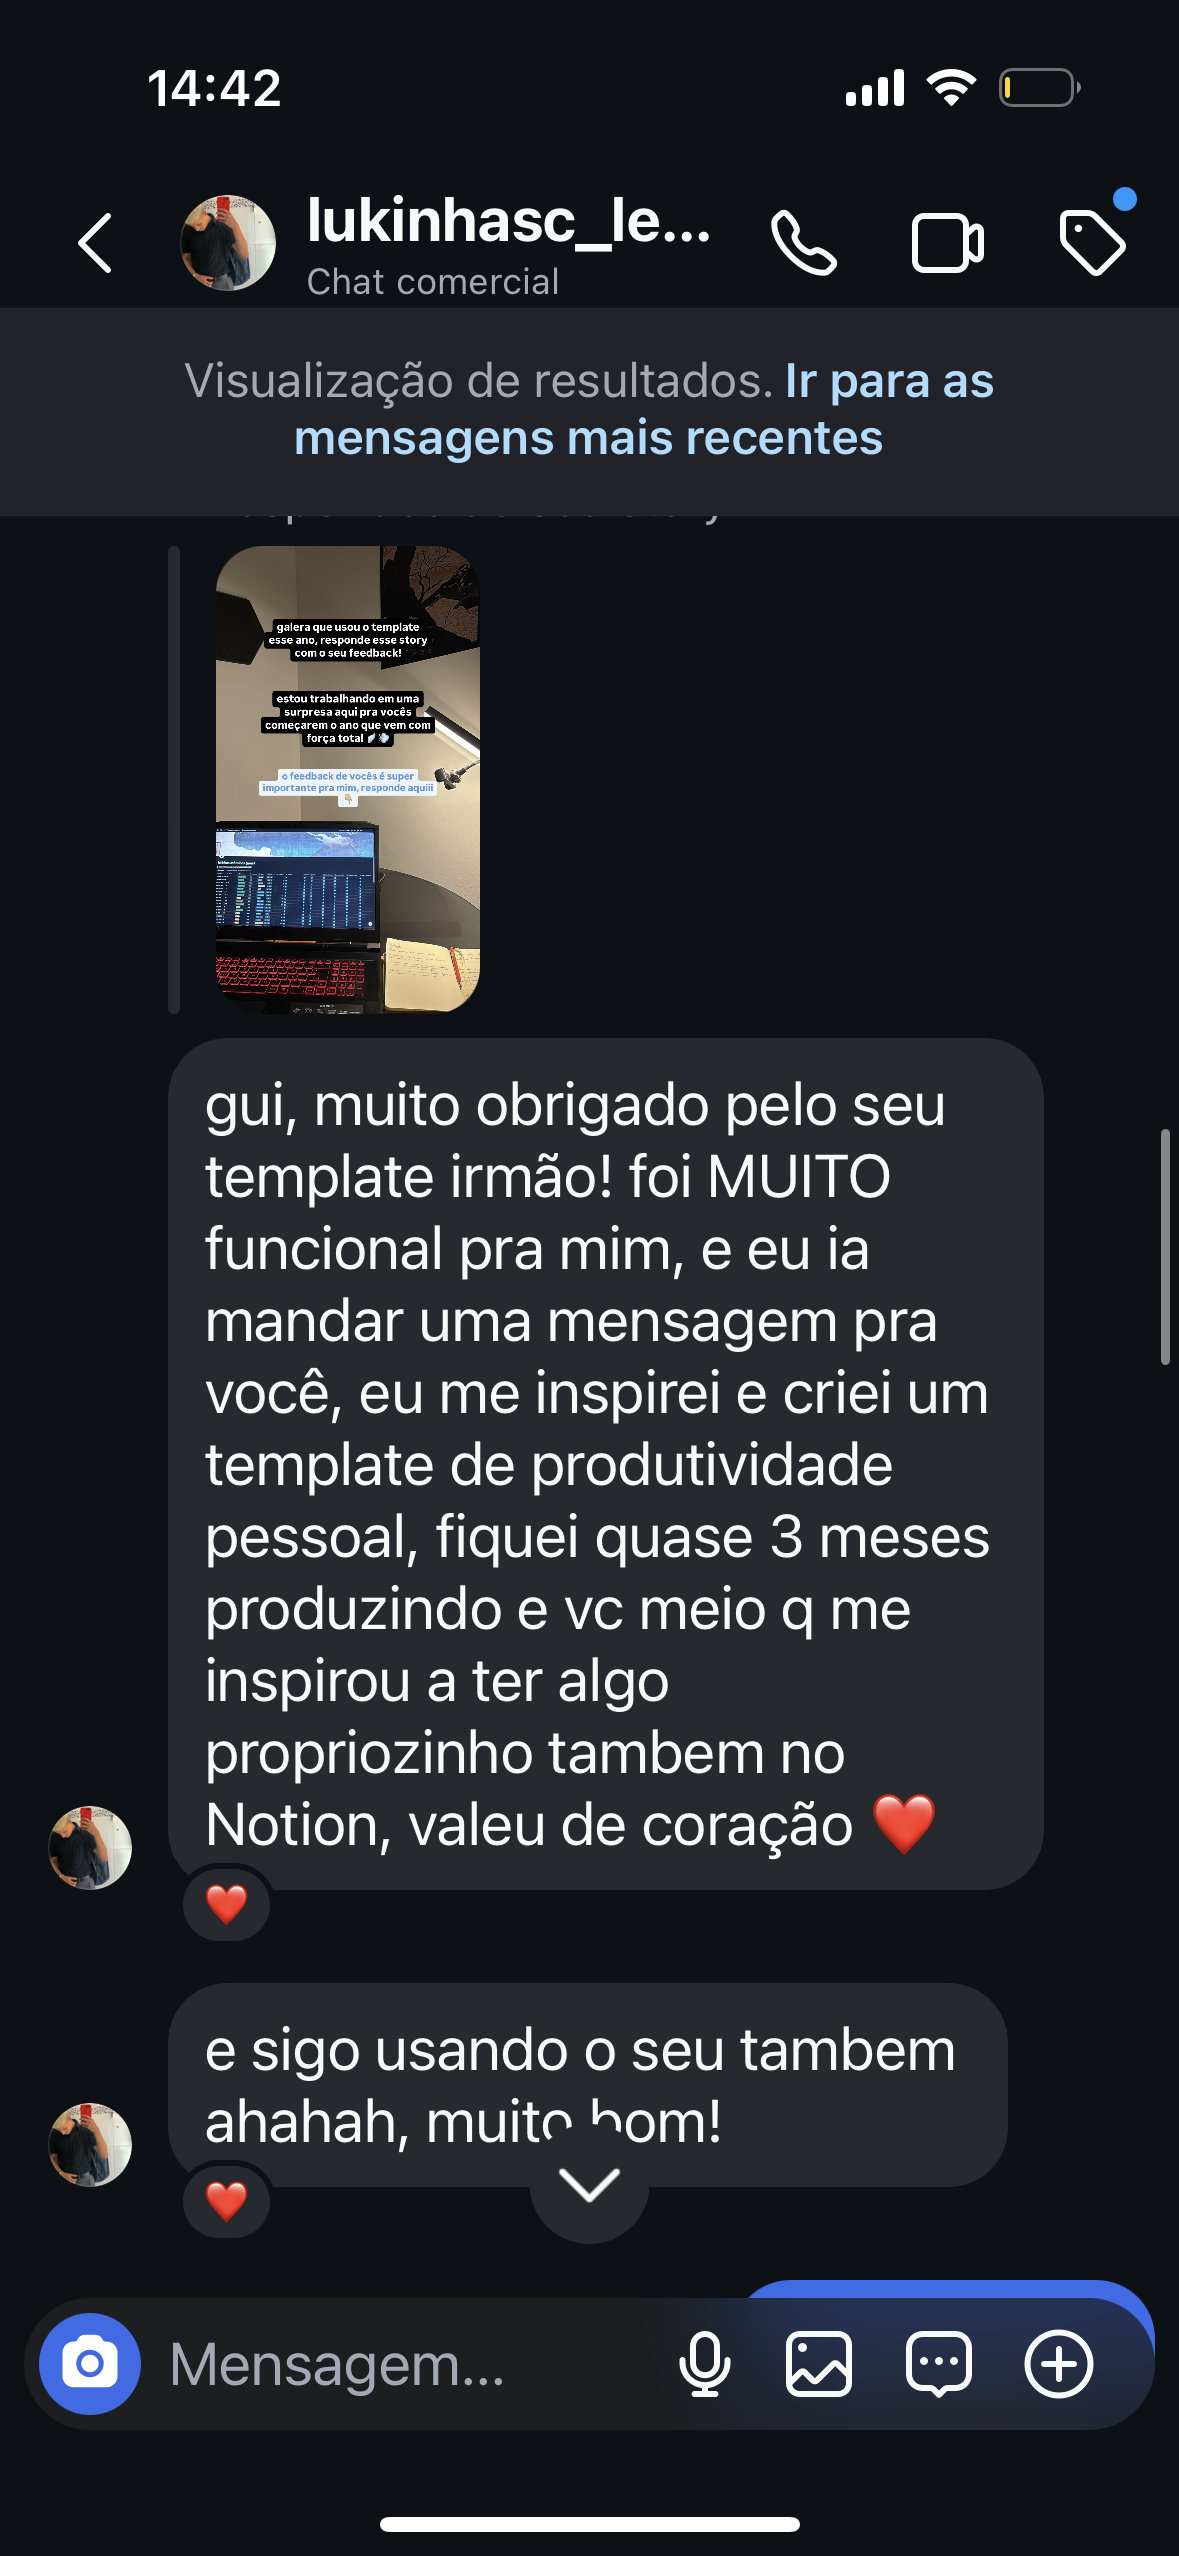 14:42
lukinhasc_le...
Chat comercial
Visualização de resultados. Ir para as
mensagens mais recentes
galera que usou o template
esse ano, responde esse story
com o seu feedback!
estou trabalhando em uma
surpresa aqui pra vocês
começarem o ano que vem com
força total
o feedback de vocês é super
importante pra mim, responde aquiii
gui, muito obrigado pelo seu
template irmão! foi MUITO
funcional pra mim, e eu ia
mandar uma mensagem pra
você, eu me inspirei e criei um
template de produtividade
pessoal, fiquei quase 3 meses
produzindo e vc meio q me
inspirou a ter algo
propriozinho tambem no
Notion, valeu de coração ❤️
❤️
e sigo usando o seu tambem
ahahah, muito bom!
❤️
Mensagem...